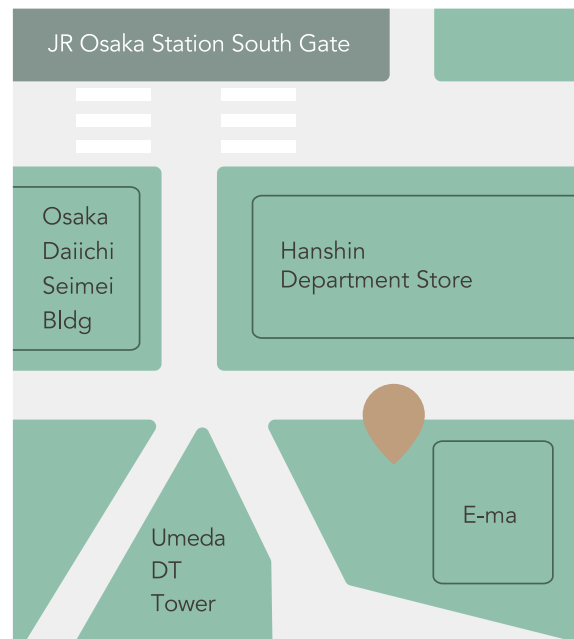 JR Osaka Station South Gate
Osaka
Daiichi
Seimei
Bldg
Hanshin
Department Store
E-ma
Umeda
DT
Tower